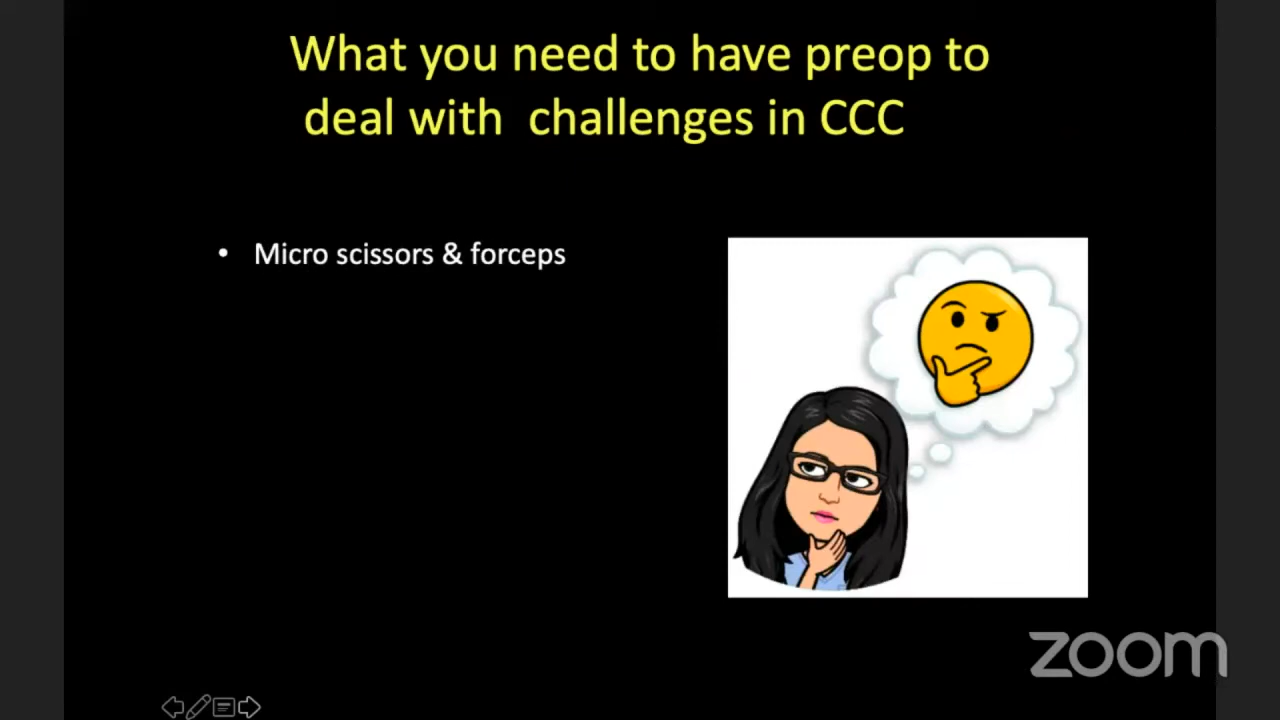 What you need to have preop to
deal with challenges in CCC
• Micro scissors & forceps
zoom